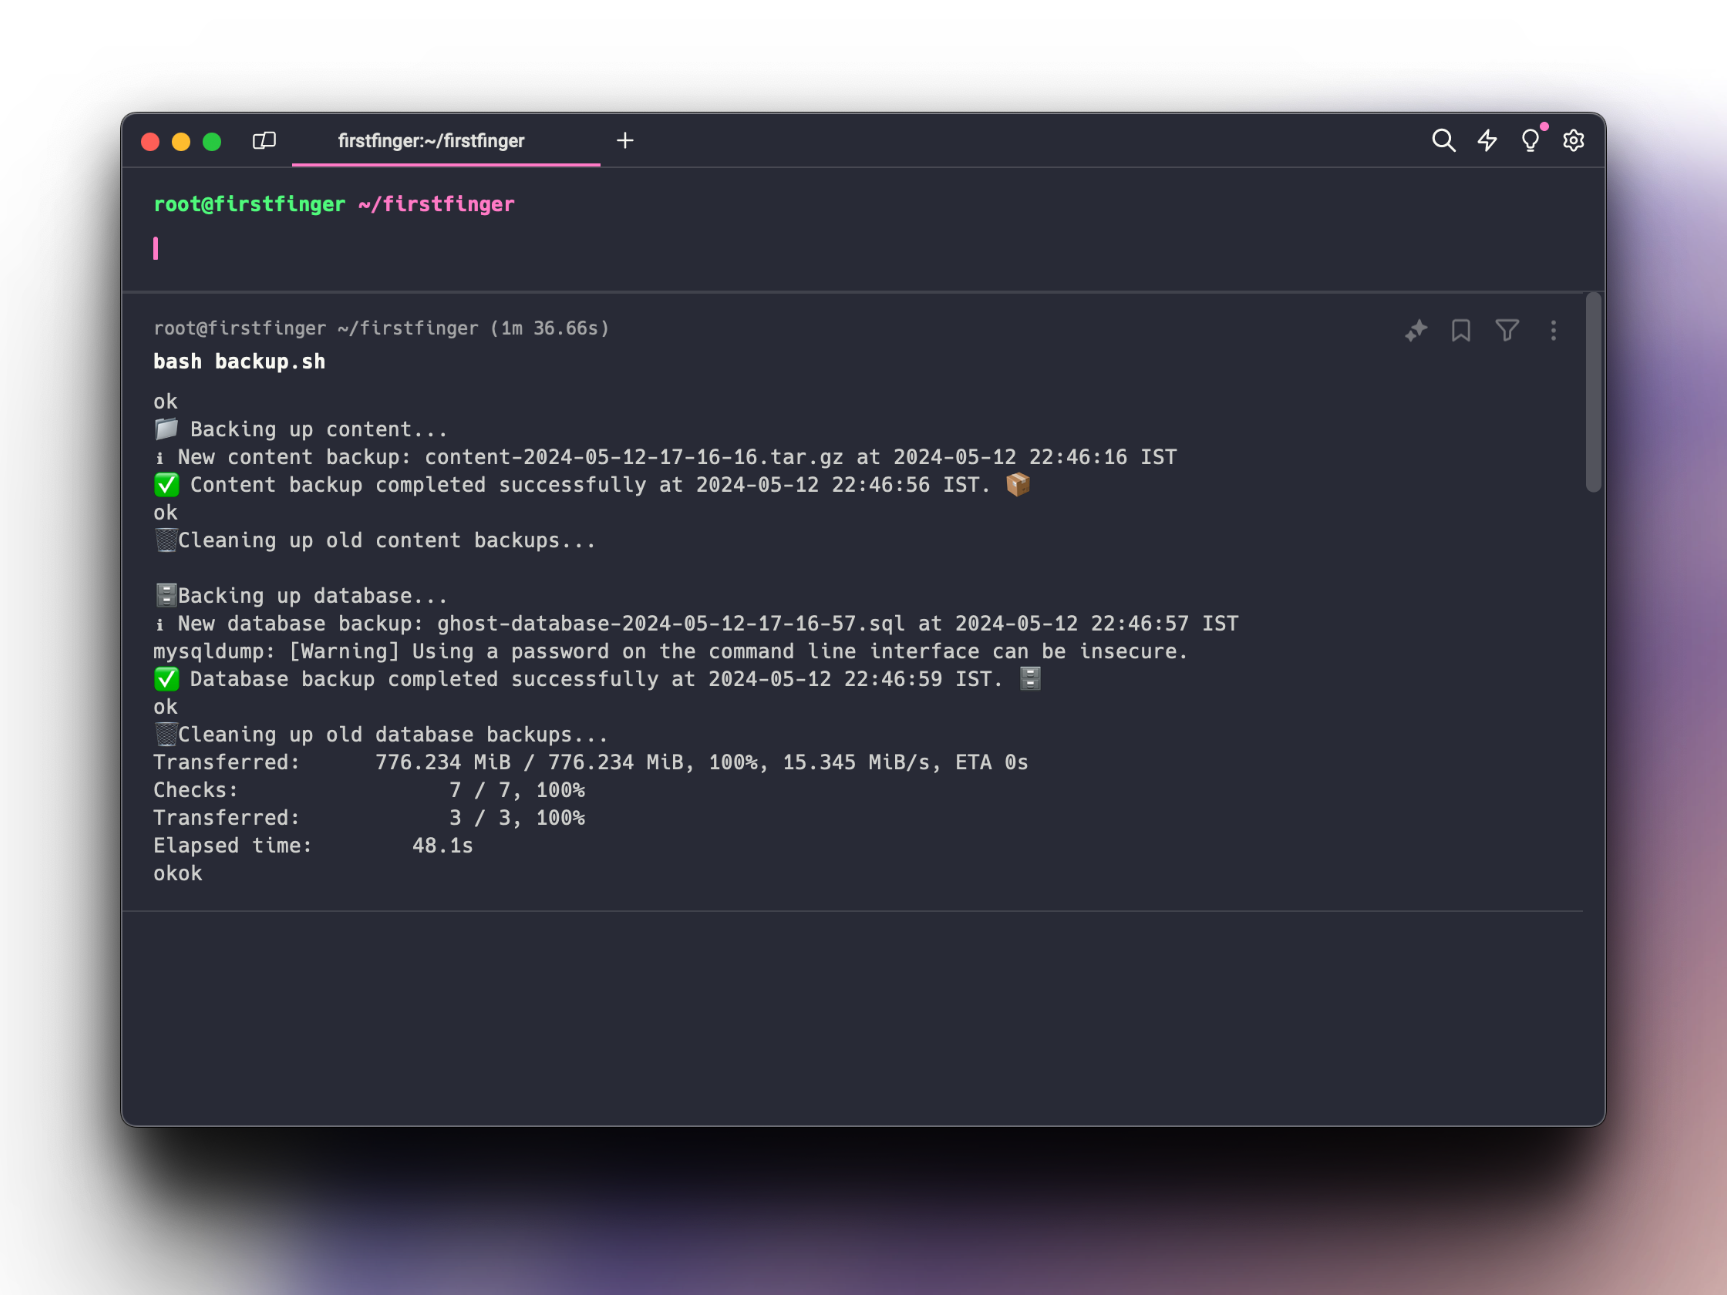 firstfinger:~/firstfinger
root@firstfinger ~/firstfinger
root@firstfinger ~/firstfinger (1m 36.66s)
bash backup.sh
ok
📁 Backing up content...
ℹ New content backup: content-2024-05-12-17-16-16.tar.gz at 2024-05-12 22:46:16 IST
✅ Content backup completed successfully at 2024-05-12 22:46:56 IST. 📦
ok
🗑️Cleaning up old content backups...
🗄️Backing up database...
ℹ New database backup: ghost-database-2024-05-12-17-16-57.sql at 2024-05-12 22:46:57 IST
mysqldump: [Warning] Using a password on the command line interface can be insecure.
✅ Database backup completed successfully at 2024-05-12 22:46:59 IST. 🗄️
ok
🗑️Cleaning up old database backups...
Transferred:      776.234 MiB / 776.234 MiB, 100%, 15.345 MiB/s, ETA 0s
Checks:                 7 / 7, 100%
Transferred:            3 / 3, 100%
Elapsed time:        48.1s
okok